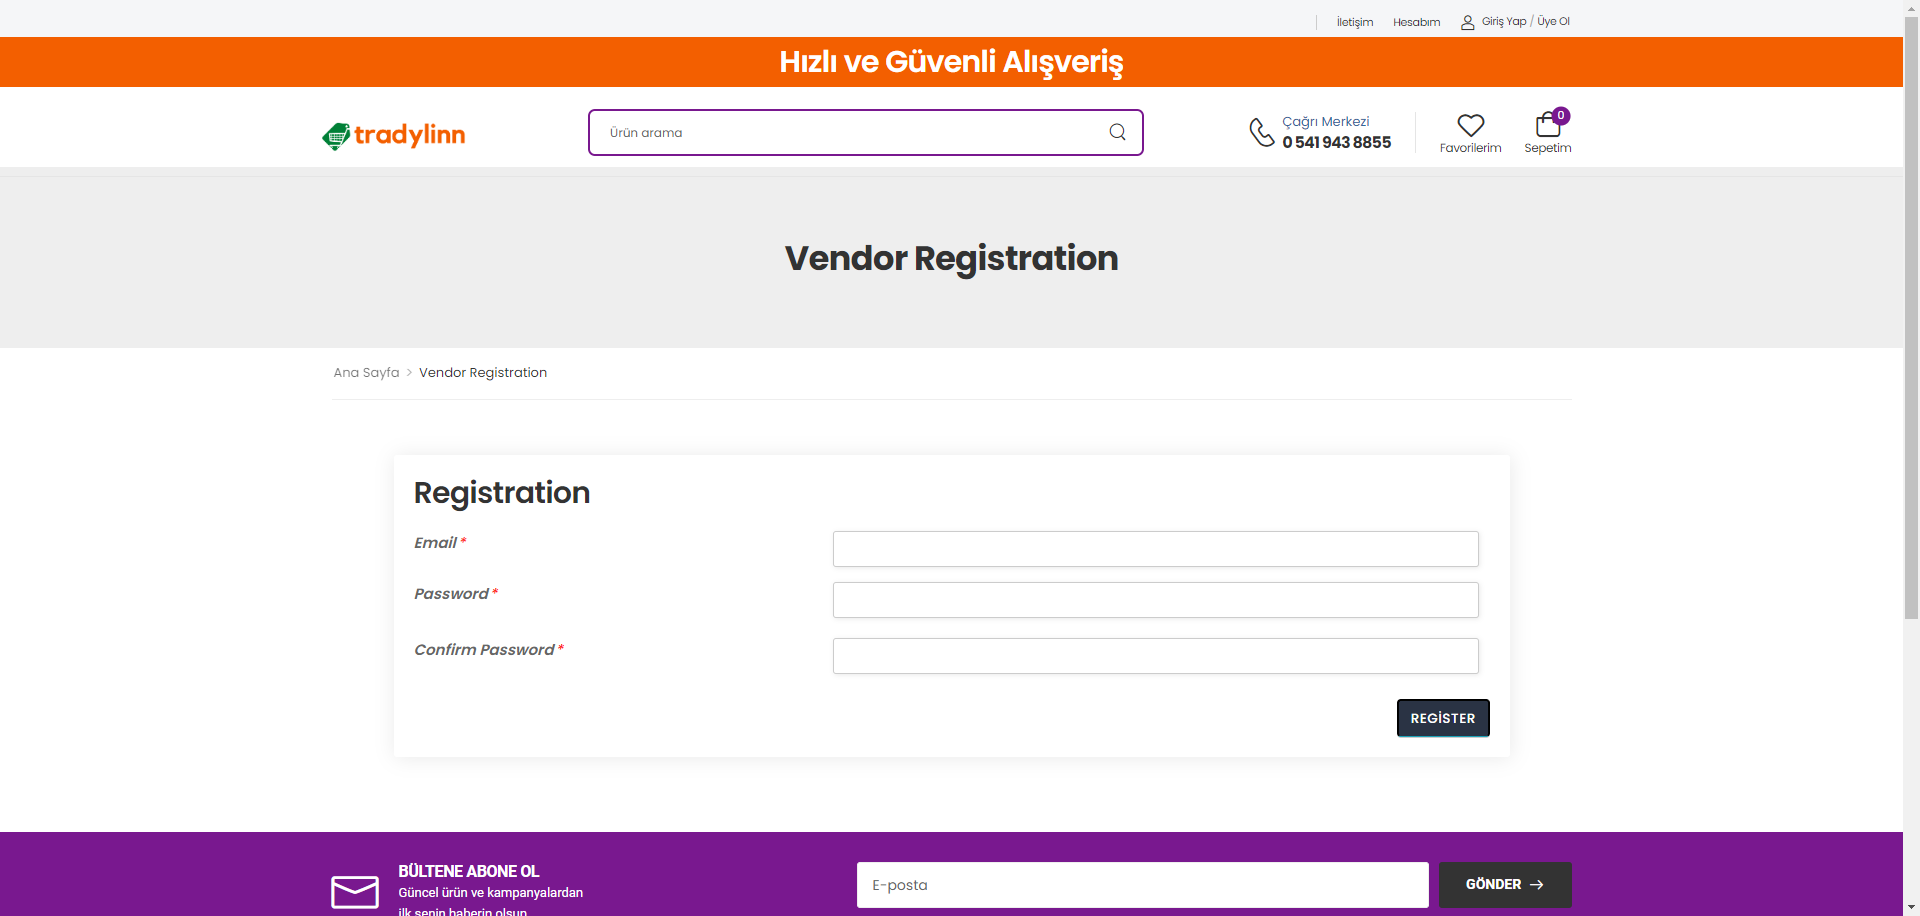 İletişim Hesabım Giriş Yap / Üye Ol
Hızlı ve Güvenli Alışveriş
tradylinn
Ürün arama
Çağrı Merkezi
0 541 943 8855
Favorilerim
0
Sepetim
Vendor Registration
Ana Sayfa > Vendor Registration
Registration
Email *
Password *
Confirm Password *
REGİSTER
BÜLTENE ABONE OL
Güncel ürün ve kampanyalardan
ilk senin haberin olsun
E-posta
GÖNDER →